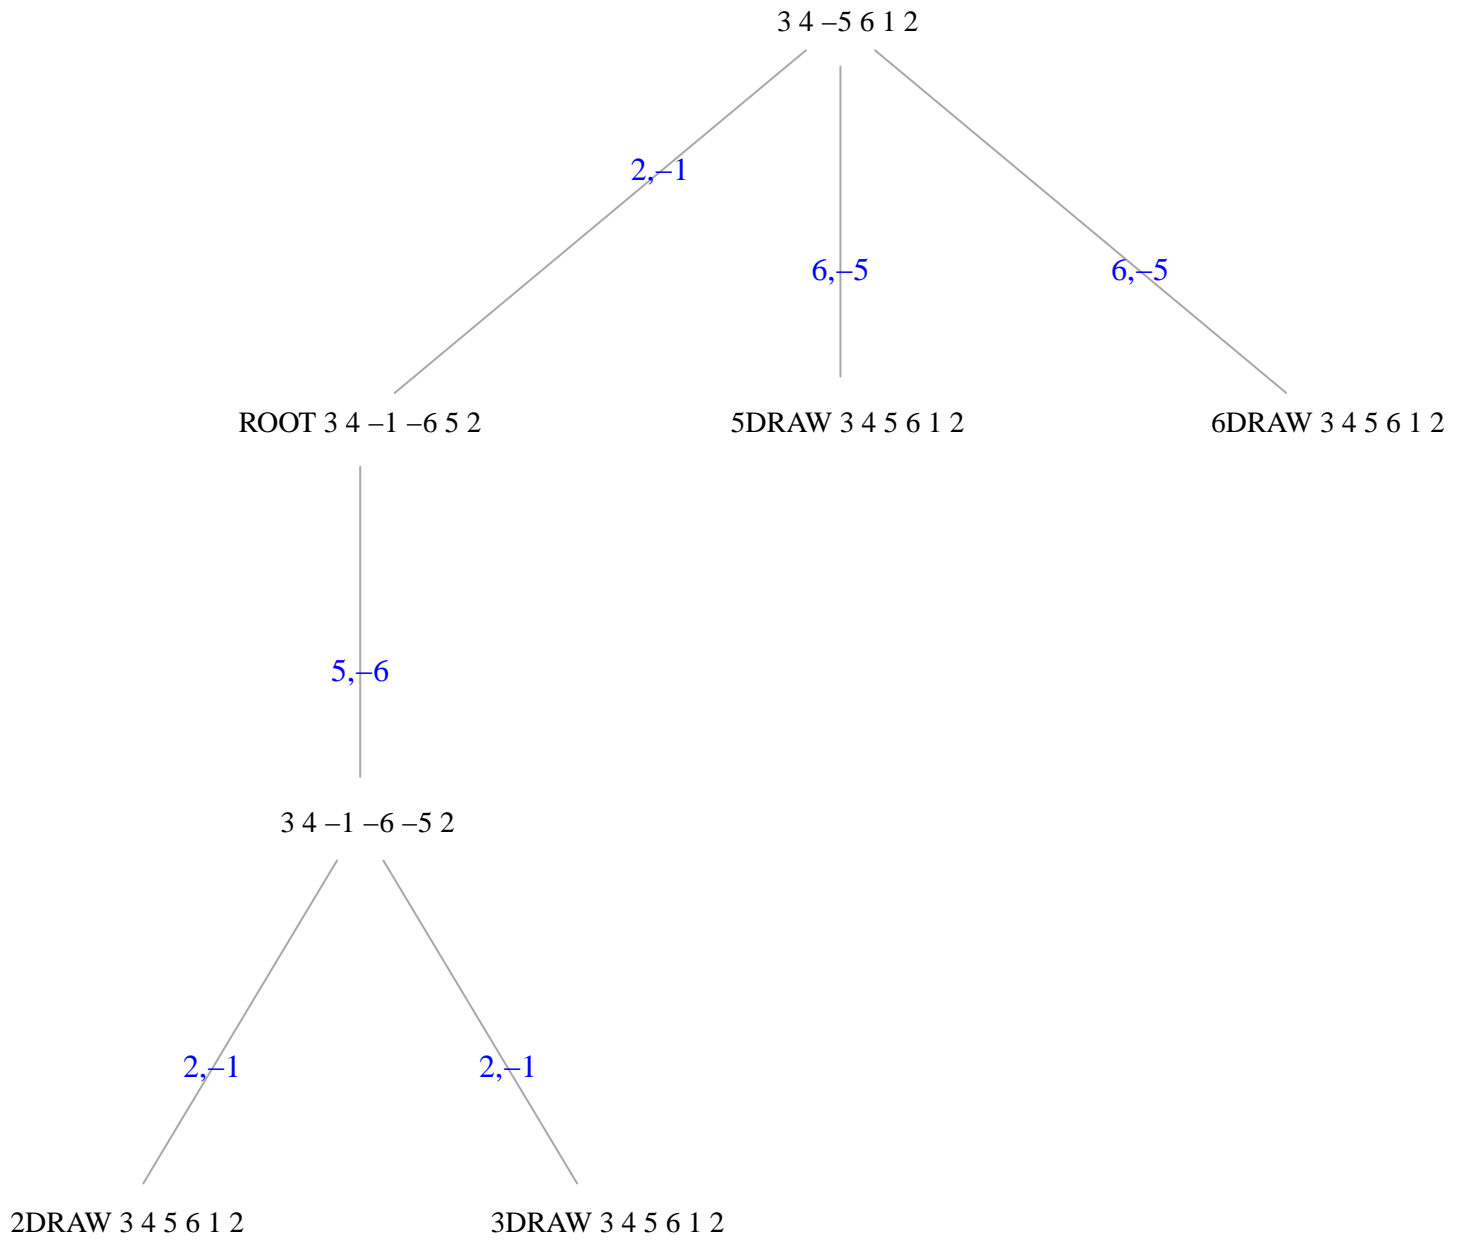 3 4 –5 6 1 2
2,–1
6,–5
6,–5
ROOT 3 4 –1 –6 5 2
5DRAW 3 4 5 6 1 2
6DRAW 3 4 5 6 1 2
5,–6
3 4 –1 –6 –5 2
2,–1
2,–1
2DRAW 3 4 5 6 1 2
3DRAW 3 4 5 6 1 2